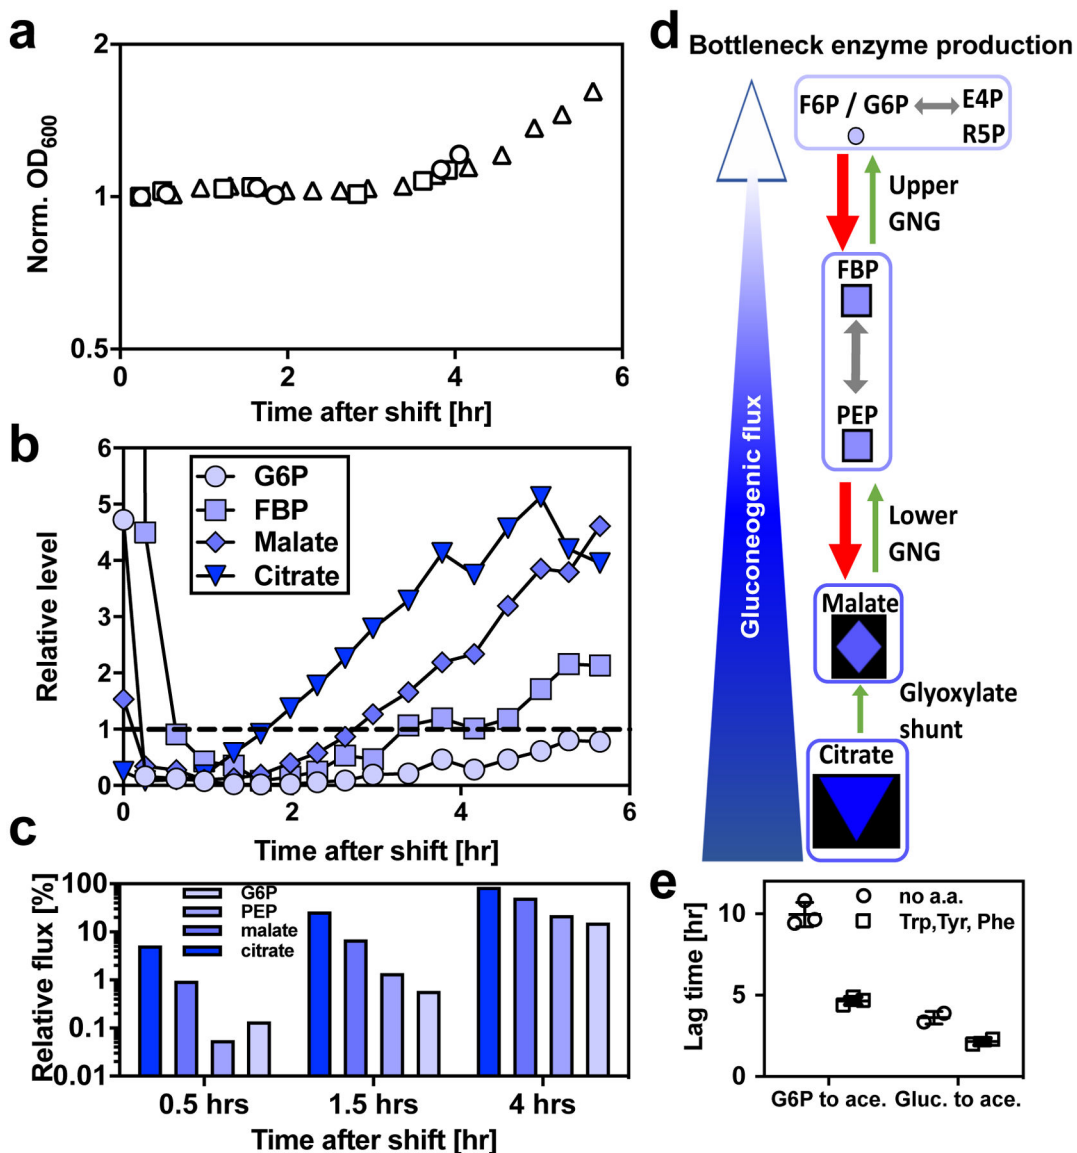 a
2
1
0.5
Norm. OD600
0
2
4
6
Time after shift [hr]
b
6
5
4
3
2
1
0
Relative level
G6P
FBP
Malate
Citrate
0
2
4
6
Time after shift [hr]
c
100
10
1
0.1
0.01
Relative flux [%]
G6P
PEP
malate
citrate
0.5 hrs
1.5 hrs
4 hrs
Time after shift [hr]
d
Bottleneck enzyme production
Gluconeogenic flux
F6P / G6P
E4P
R5P
Upper
GNG
FBP
PEP
Lower
GNG
Malate
Glyoxylate
shunt
Citrate
e
10
5
0
Lag time [hr]
no a.a.
Trp,Tyr, Phe
G6P to ace.
Gluc. to ace.